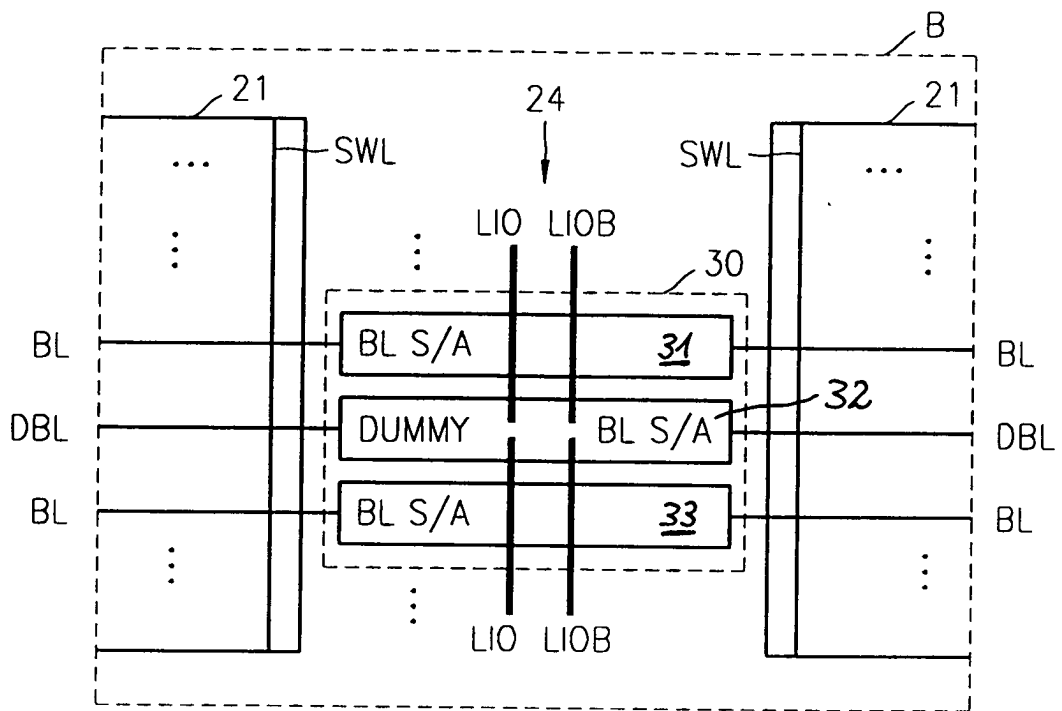 B
21
24
21
SWL
SWL
LIO LIOB
30
BL
BL S/A
31
BL
DBL
DUMMY
BL S/A
32
DBL
BL
BL S/A
33
BL
LIO LIOB